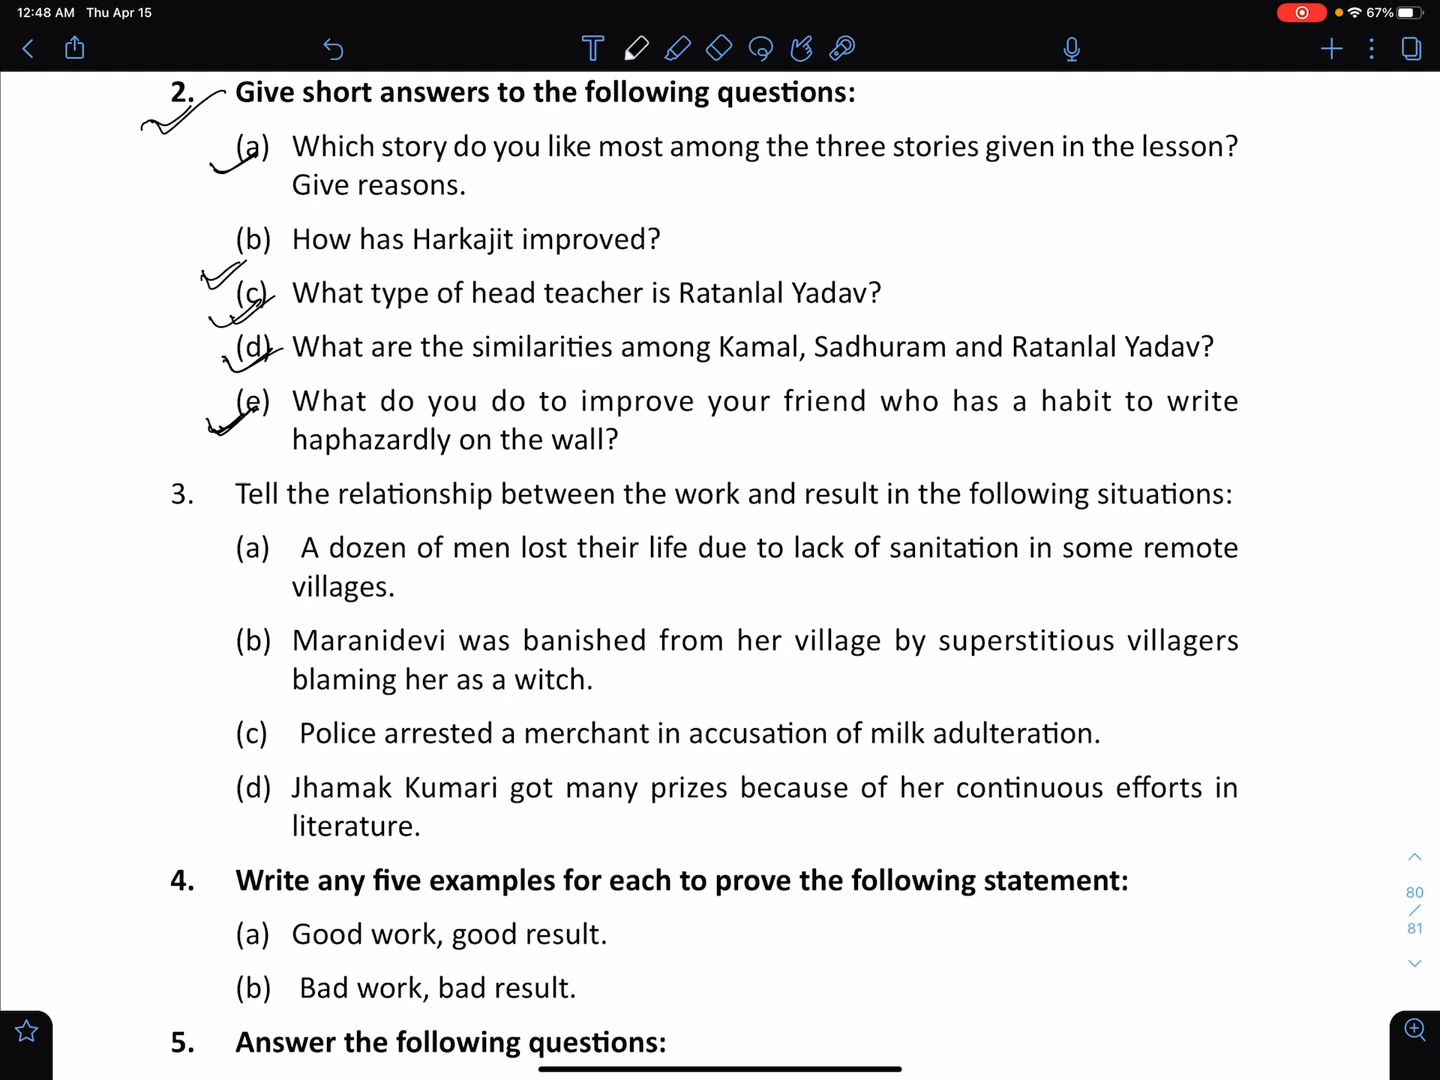 12:48 AM Thu Apr 15
67%
2. Give short answers to the following questions:
(a) Which story do you like most among the three stories given in the lesson?
Give reasons.
(b) How has Harkajit improved?
(c) What type of head teacher is Ratanlal Yadav?
(d) What are the similarities among Kamal, Sadhuram and Ratanlal Yadav?
(e) What do you do to improve your friend who has a habit to write
haphazardly on the wall?
3. Tell the relationship between the work and result in the following situations:
(a) A dozen of men lost their life due to lack of sanitation in some remote
villages.
(b) Maranidevi was banished from her village by superstitious villagers
blaming her as a witch.
(c) Police arrested a merchant in accusation of milk adulteration.
(d) Jhamak Kumari got many prizes because of her continuous efforts in
literature.
4. Write any five examples for each to prove the following statement:
(a) Good work, good result.
(b) Bad work, bad result.
5. Answer the following questions:
80
/
81